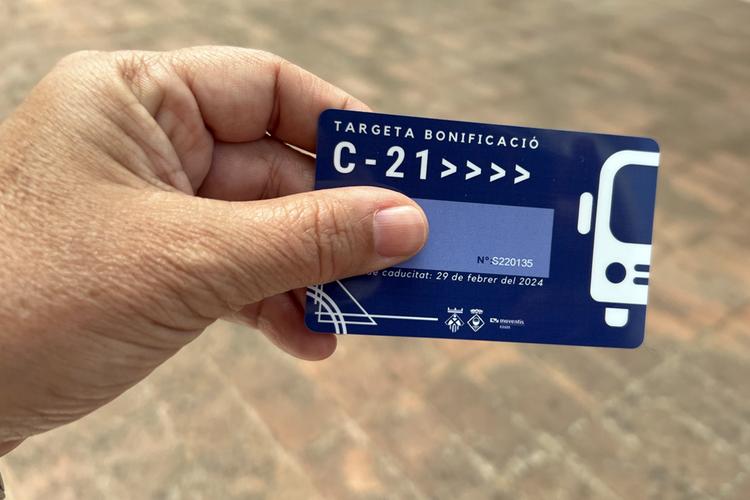 TARGETA BONIFICACIÓ
C-21>>>>
Nº S220135
de caducitat: 29 de febrer del 2024
moventis